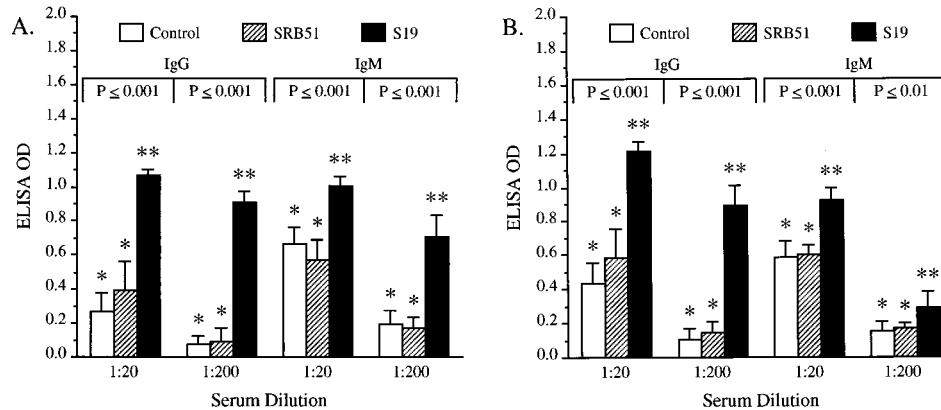 A.
Control SRB51 S19
IgG IgM
P ≤ 0.001 P ≤ 0.001 P ≤ 0.001 P ≤ 0.001
ELISA OD
2.0
1.8
1.6
1.4
1.2
1.0
0.8
0.6
0.4
0.2
0.0
* * **
* * **
* * **
* * **
1:20 1:200 1:20 1:200
Serum Dilution
B.
Control SRB51 S19
IgG IgM
P ≤ 0.001 P ≤ 0.001 P ≤ 0.001 P ≤ 0.01
ELISA OD
2.0
1.8
1.6
1.4
1.2
1.0
0.8
0.6
0.4
0.2
0.0
* * **
* * **
* * **
* * **
1:20 1:200 1:20 1:200
Serum Dilution